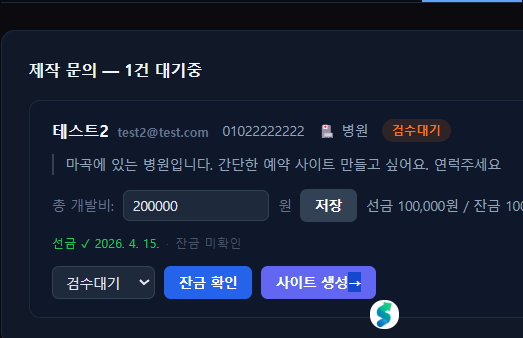 제작 문의 — 1건 대기중
테스트2 test2@test.com 01022222222 병원 검수대기
마곡에 있는 병원입니다. 간단한 예약 사이트 만들고 싶어요. 연럭주세요
총 개발비: 200000 원 저장 선금 100,000원 / 잔금 100
선금 ✓ 2026. 4. 15. · 잔금 미확인
검수대기 잔금 확인 사이트 생성→